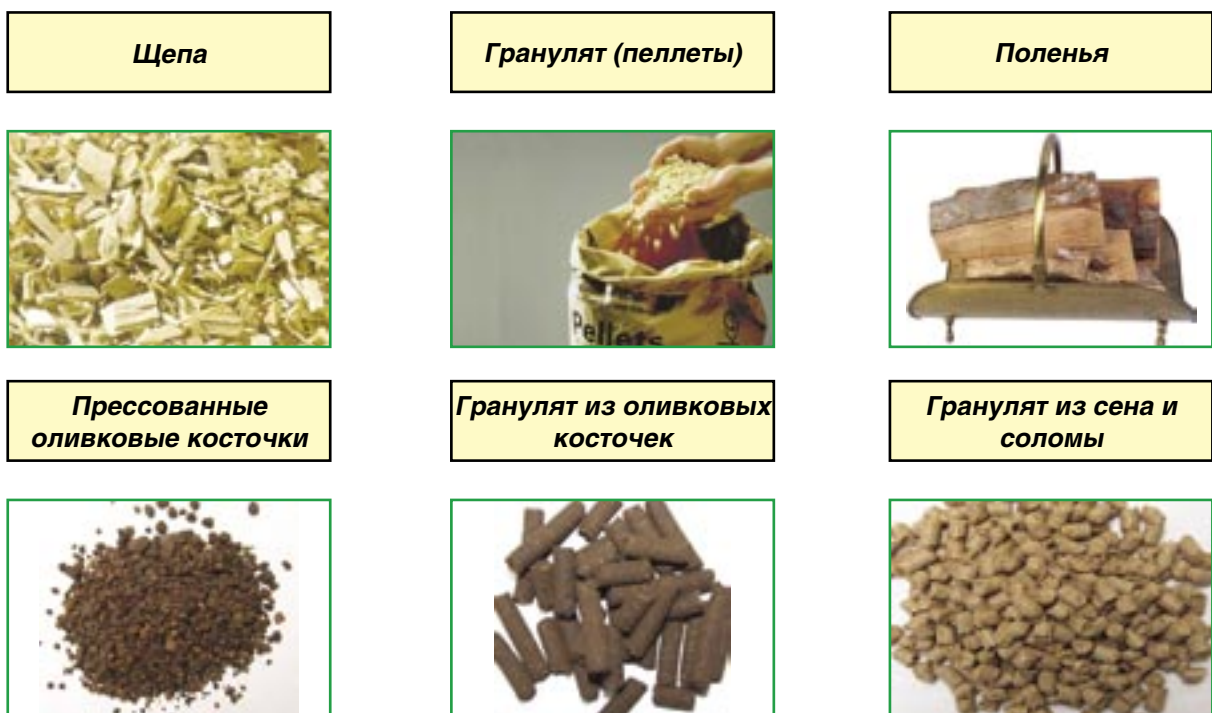 Щепа
Гранулят (пеллеты)
Поленья
Pellets
Прессованные
оливковые косточки
Гранулят из оливковых
косточек
Гранулят из сена и
соломы